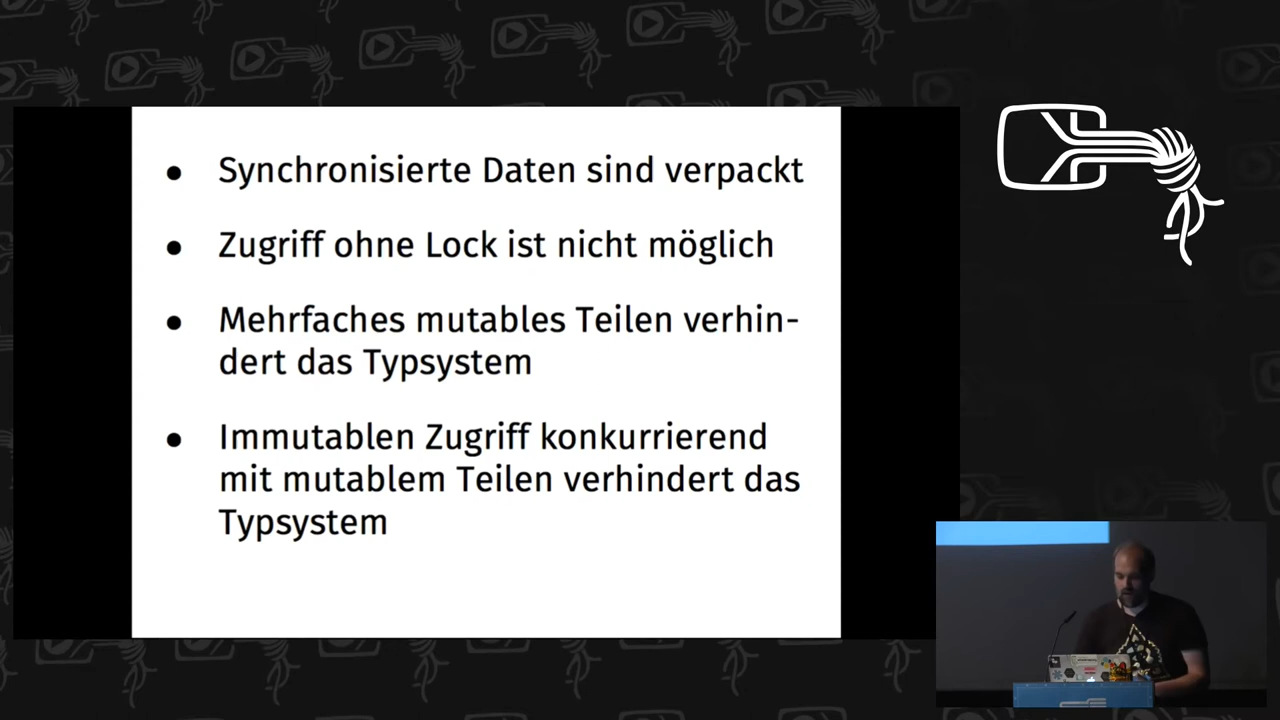 Synchronisierte Daten sind verpackt
Zugriff ohne Lock ist nicht möglich
Mehrfaches mutables Teilen verhin-
dert das Typsystem
Immutablen Zugriff konkurrierend
mit mutablem Teilen verhindert das
Typsystem